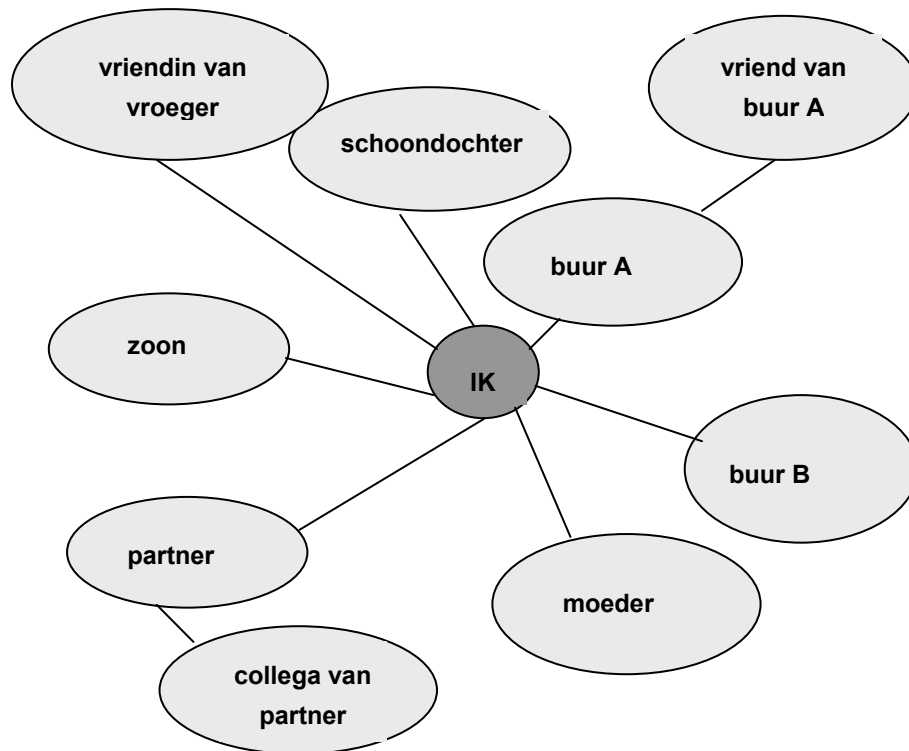 vriendin van
vroeger
vriend van
buur A
schoondochter
buur A
zoon
IK
buur B
partner
moeder
collega van
partner